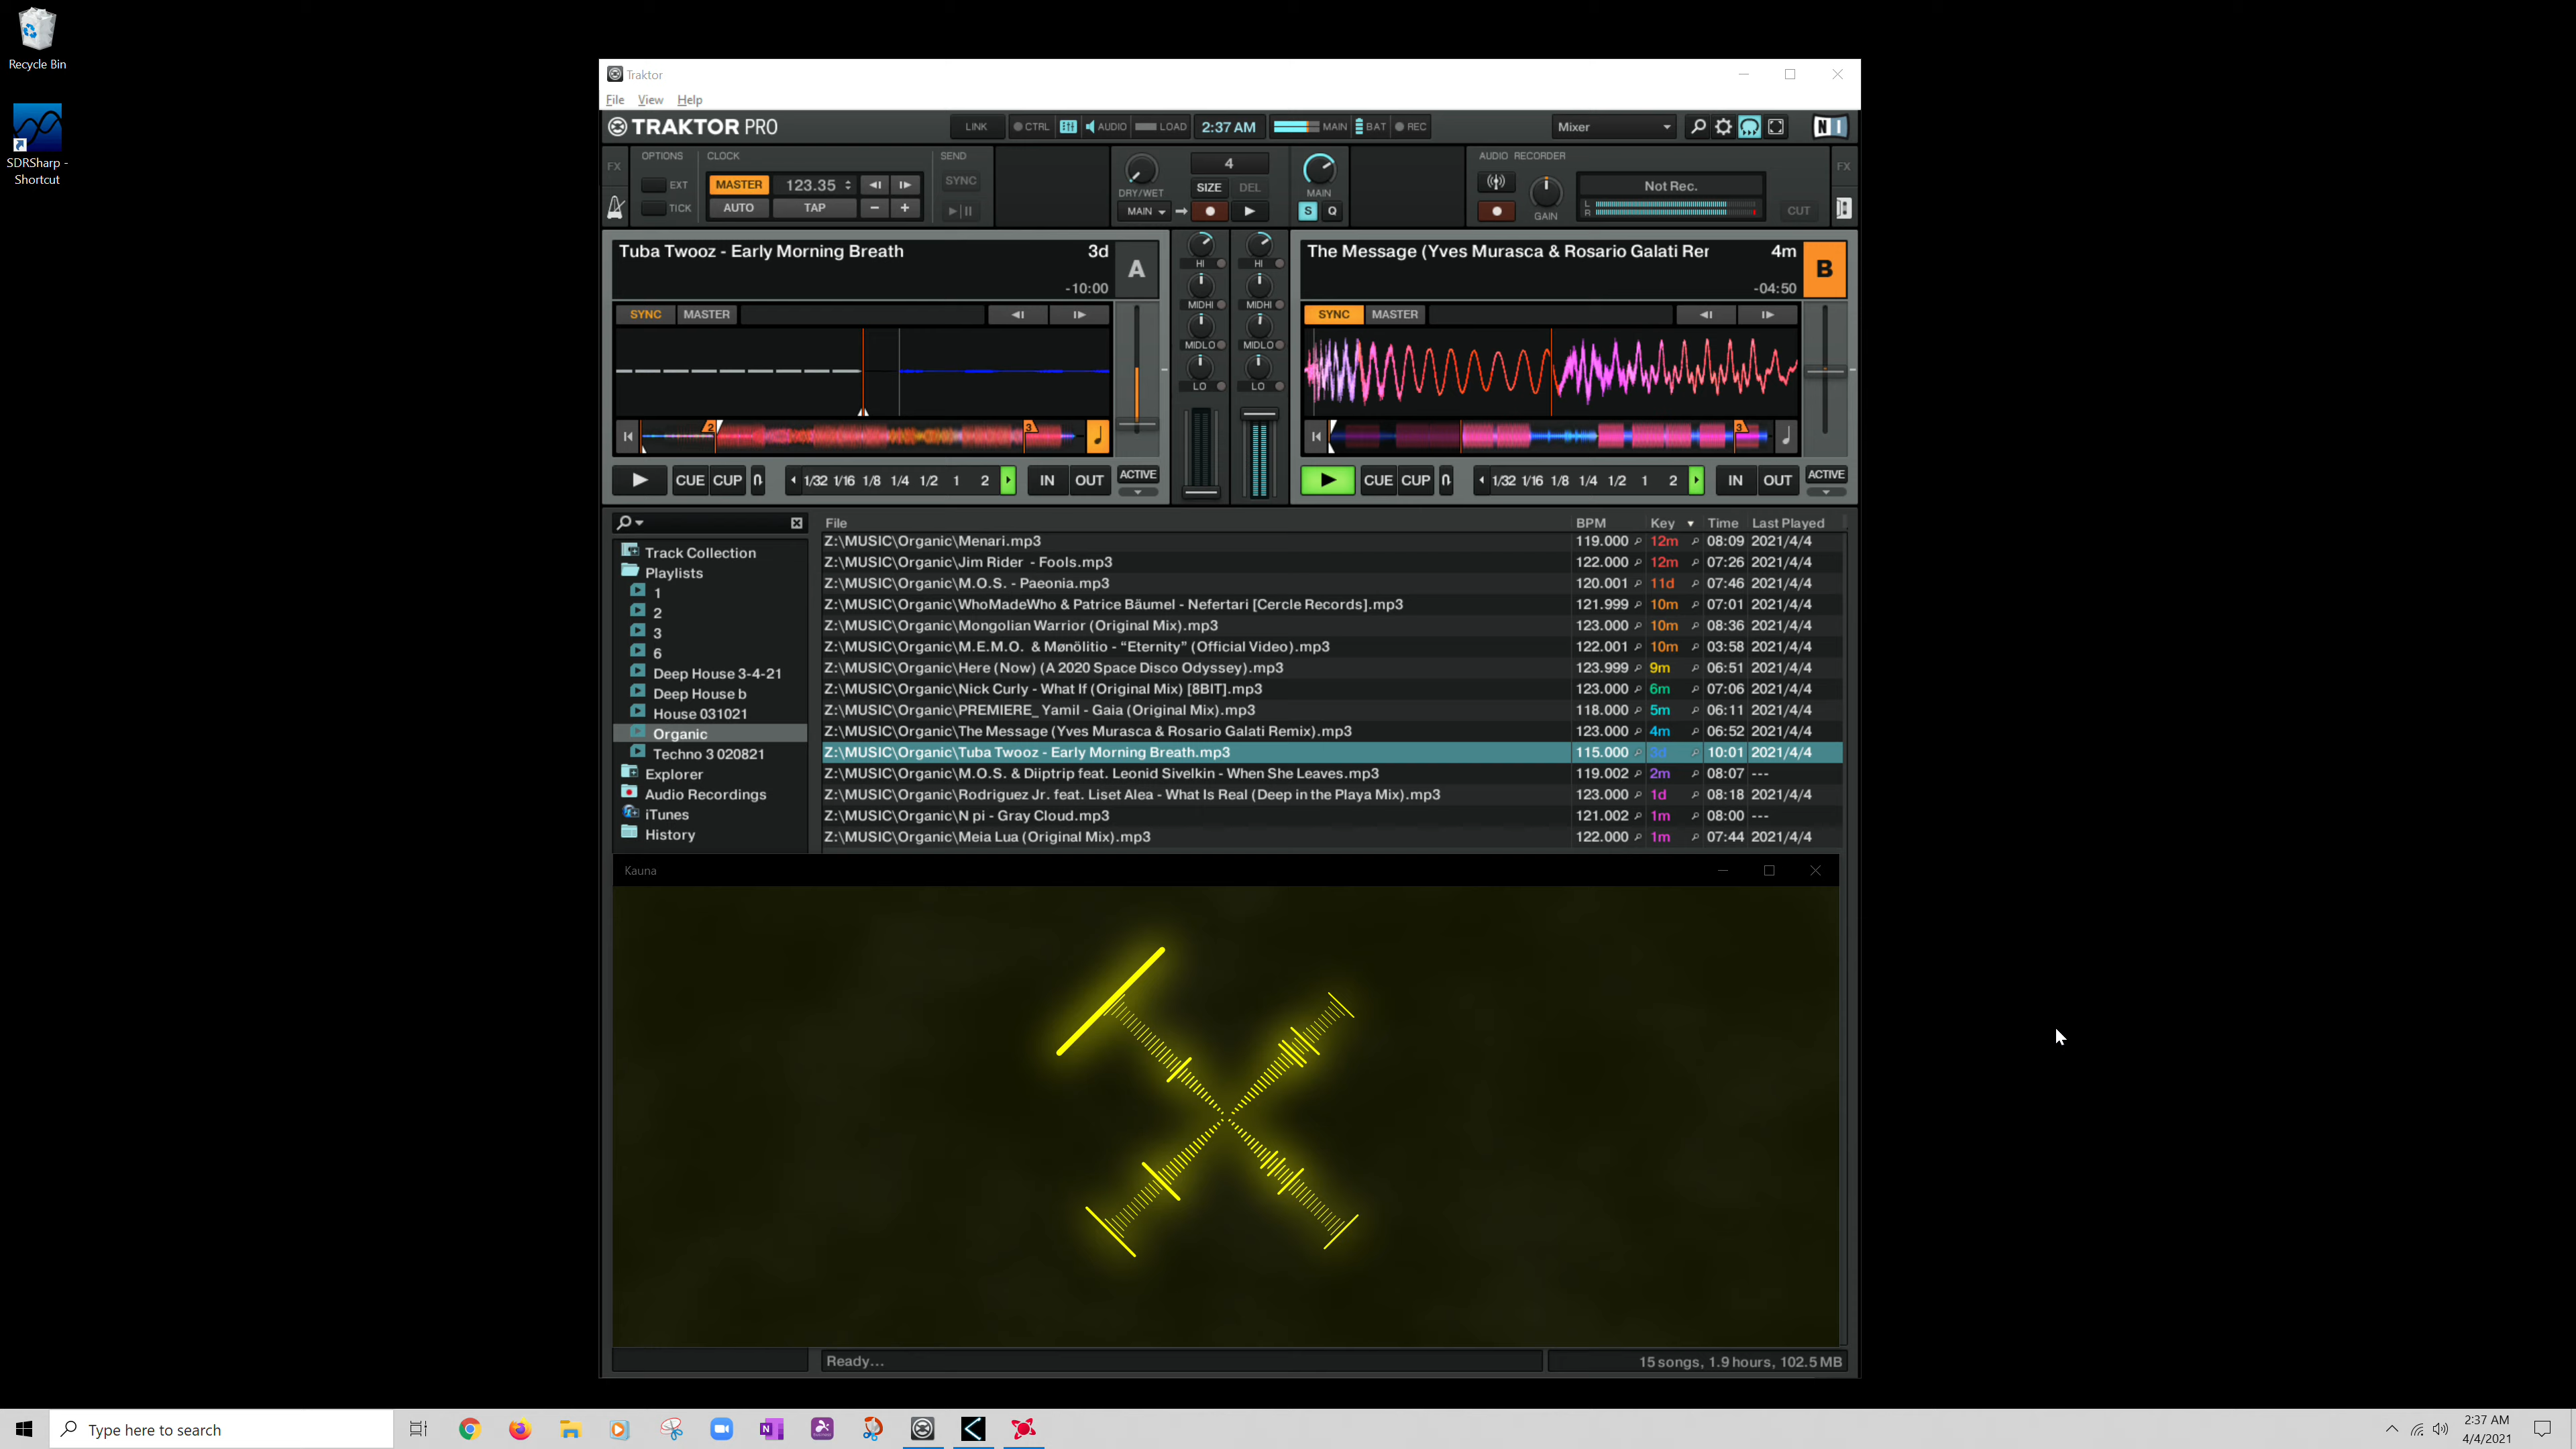 Recycle Bin
SDRSharp -
Shortcut
Traktor
File View Help
TRAKTOR PRO
LINK CTRL AUDIO LOAD 2:37 AM MAIN BAT REC Mixer NI
FX OPTIONS CLOCK SEND
EXT MASTER 123.35 SYNC
TICK AUTO TAP - +
DRY/WET 4 SIZE DEL MAIN
MAIN S Q
AUDIO RECORDER FX
GAIN Not Rec.
L
R
CUT
Tuba Twooz - Early Morning Breath 3d A
-10:00
SYNC MASTER
2 3
CUE CUP 1/32 1/16 1/8 1/4 1/2 1 2 IN OUT ACTIVE
HI HI
MIDHI MIDHI
MIDLO MIDLO
LO LO
The Message (Yves Murasca & Rosario Galati Rer 4m B
-04:50
SYNC MASTER
3
CUE CUP 1/32 1/16 1/8 1/4 1/2 1 2 IN OUT ACTIVE
Track Collection
Playlists
1
2
3
6
Deep House 3-4-21
Deep House b
House 031021
Organic
Techno 3 020821
Explorer
Audio Recordings
iTunes
History
File BPM Key Time Last Played
Z:\MUSIC\Organic\Menari.mp3 119.000 12m 08:09 2021/4/4
Z:\MUSIC\Organic\Jim Rider - Fools.mp3 122.000 12m 07:26 2021/4/4
Z:\MUSIC\Organic\M.O.S. - Paeonia.mp3 120.001 11d 07:46 2021/4/4
Z:\MUSIC\Organic\WhoMadeWho & Patrice Bäumel - Nefertari [Cercle Records].mp3 121.999 10m 07:01 2021/4/4
Z:\MUSIC\Organic\Mongolian Warrior (Original Mix).mp3 123.000 10m 08:36 2021/4/4
Z:\MUSIC\Organic\M.E.M.O. & Mønölitio - “Eternity” (Official Video).mp3 122.001 10m 03:58 2021/4/4
Z:\MUSIC\Organic\Here (Now) (A 2020 Space Disco Odyssey).mp3 123.999 9m 06:51 2021/4/4
Z:\MUSIC\Organic\Nick Curly - What If (Original Mix) [8BIT].mp3 123.000 6m 07:06 2021/4/4
Z:\MUSIC\Organic\PREMIERE_ Yamil - Gaia (Original Mix).mp3 118.000 5m 06:11 2021/4/4
Z:\MUSIC\Organic\The Message (Yves Murasca & Rosario Galati Remix).mp3 123.000 4m 06:52 2021/4/4
Z:\MUSIC\Organic\Tuba Twooz - Early Morning Breath.mp3 115.000 3d 10:01 2021/4/4
Z:\MUSIC\Organic\M.O.S. & Diiptrip feat. Leonid Sivelkin - When She Leaves.mp3 119.002 2m 08:07 ---
Z:\MUSIC\Organic\Rodriguez Jr. feat. Liset Alea - What Is Real (Deep in the Playa Mix).mp3 123.000 1d 08:18 2021/4/4
Z:\MUSIC\Organic\N pi - Gray Cloud.mp3 121.002 1m 08:00 ---
Z:\MUSIC\Organic\Meia Lua (Original Mix).mp3 122.000 1m 07:44 2021/4/4
Kauna
Ready...
15 songs, 1.9 hours, 102.5 MB
Type here to search
2:37 AM
4/4/2021